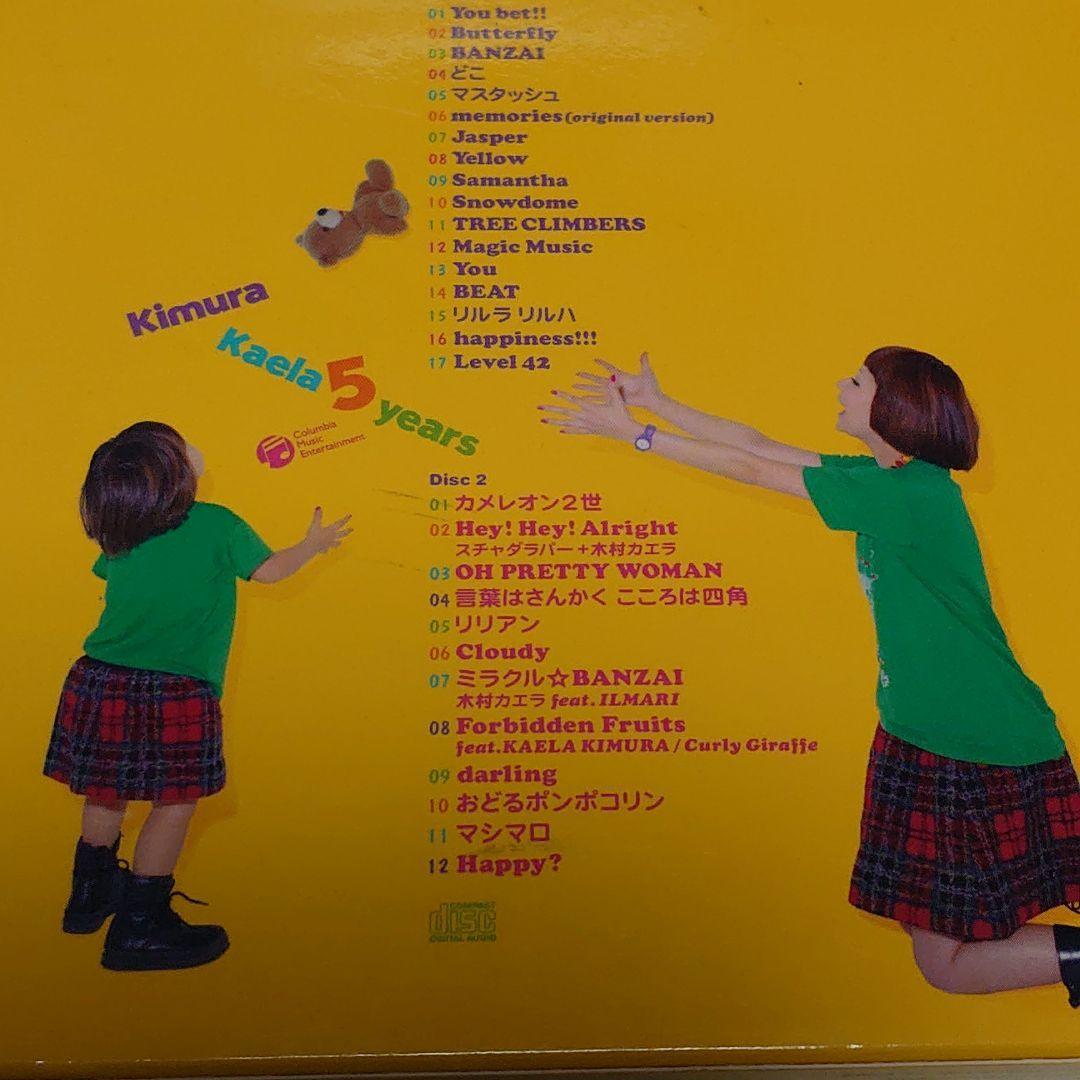 01 You bet!!
02 Butterfly
03 BANZAI
04 どこ
05 マスタッシュ
06 memories (original version)
07 Jasper
08 Yellow
09 Samantha
10 Snowdome
11 TREE CLIMBERS
12 Magic Music
13 You
14 BEAT
15 リルラ リルハ
16 happiness!!!
17 Level 42
Kimura
Kaela 5 years
Columbia
Music
Entertainment
Disc 2
01 カメレオン2世
02 Hey! Hey! Alright
スチャダラパー+木村カエラ
03 OH PRETTY WOMAN
04 言葉はさんかく こころは四角
05 リリアン
06 Cloudy
07 ミラクル☆BANZAI
木村カエラ feat. ILMARI
08 Forbidden Fruits
feat.KAELA KIMURA / Curly Giraffe
09 darling
10 おどるポンポコリン
11 マシマロ
12 Happy?
COMPACT
disc
DIGITAL AUDIO